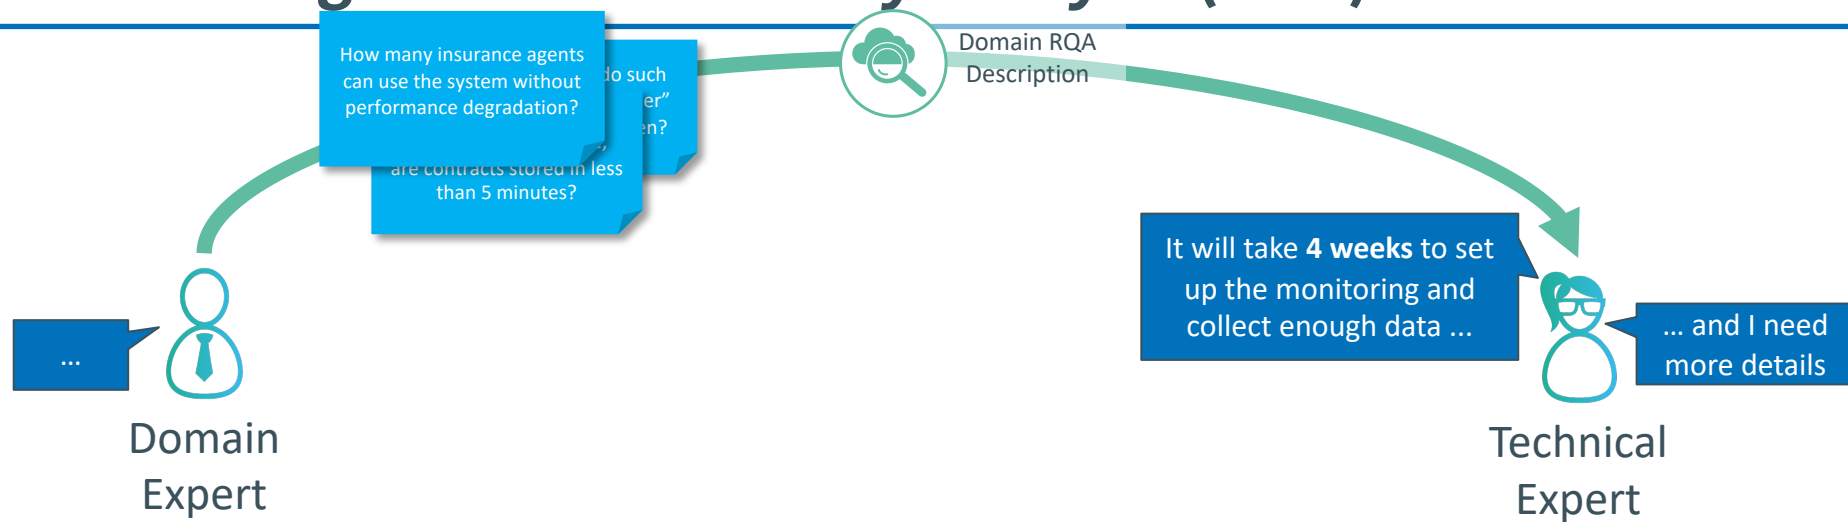 How many insurance agents
can use the system without
performance degradation?
do such
er”
en?
are contracts stored in less
than 5 minutes?
Domain RQA
Description
It will take 4 weeks to set
up the monitoring and
collect enough data ...
... and I need
more details
...
Domain
Expert
Technical
Expert